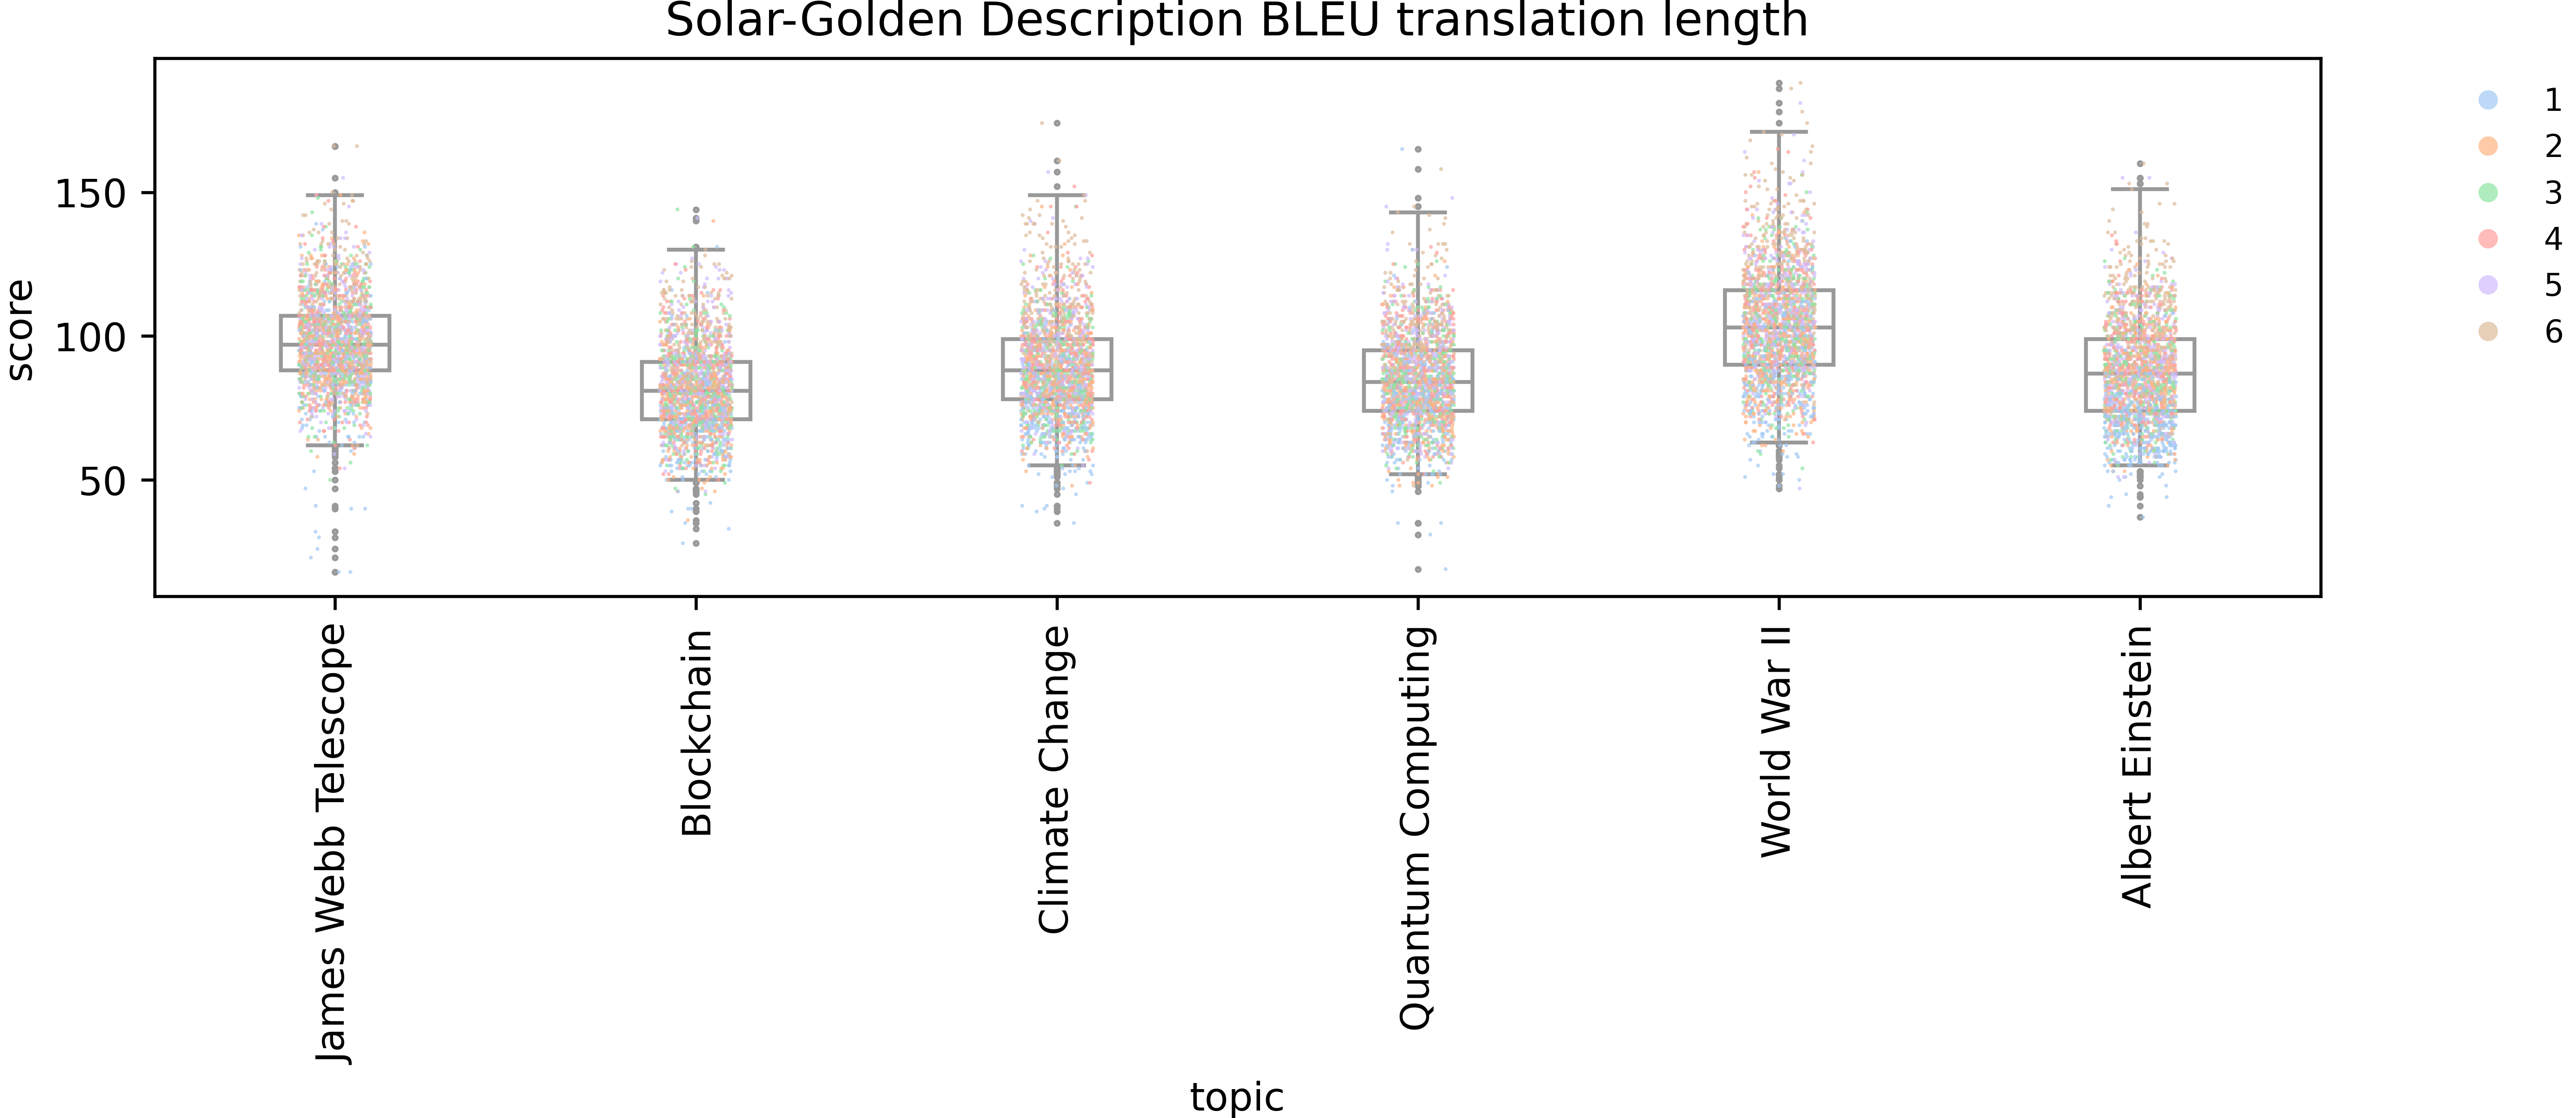 Solar-Golden Description BLEU translation length
score
150
100
50
1
2
3
4
5
6
James Webb Telescope
Blockchain
Climate Change
Quantum Computing
World War II
Albert Einstein
topic